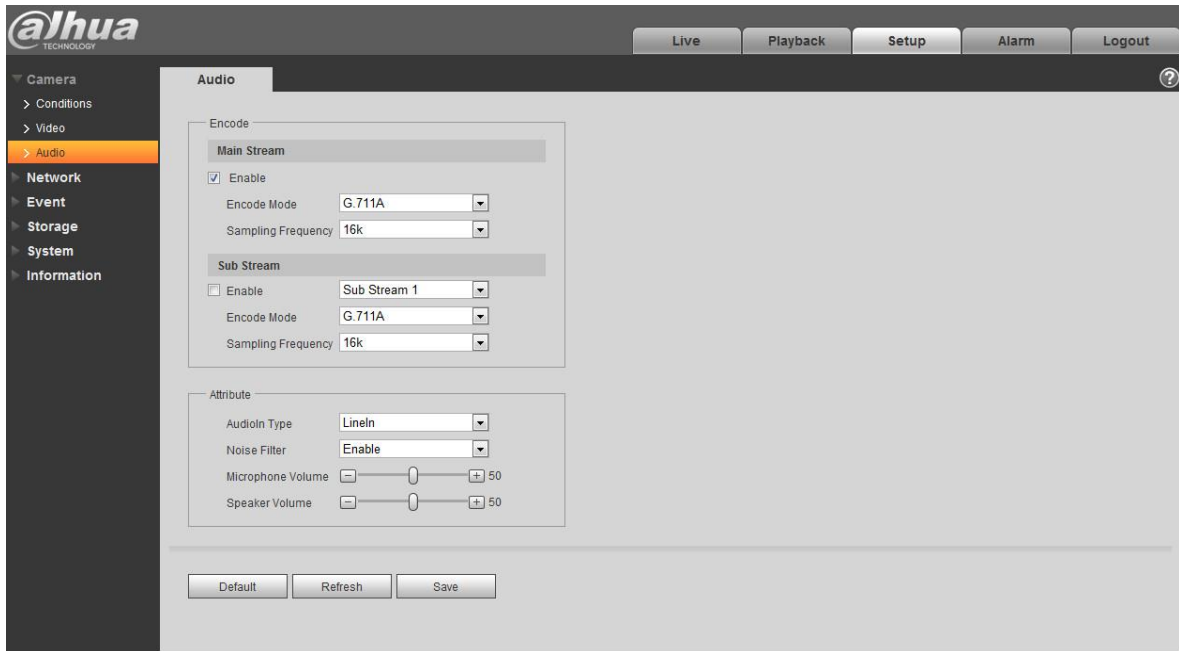 alhua
TECHNOLOGY
Live
Playback
Setup
Alarm
Logout
Camera
Conditions
Video
Audio
Network
Event
Storage
System
Information
Audio
?
Encode
Main Stream
Enable
Encode Mode G.711A
Sampling Frequency 16k
Sub Stream
Enable Sub Stream 1
Encode Mode G.711A
Sampling Frequency 16k
Attribute
AudioIn Type LineIn
Noise Filter Enable
Microphone Volume 50
Speaker Volume 50
Default
Refresh
Save